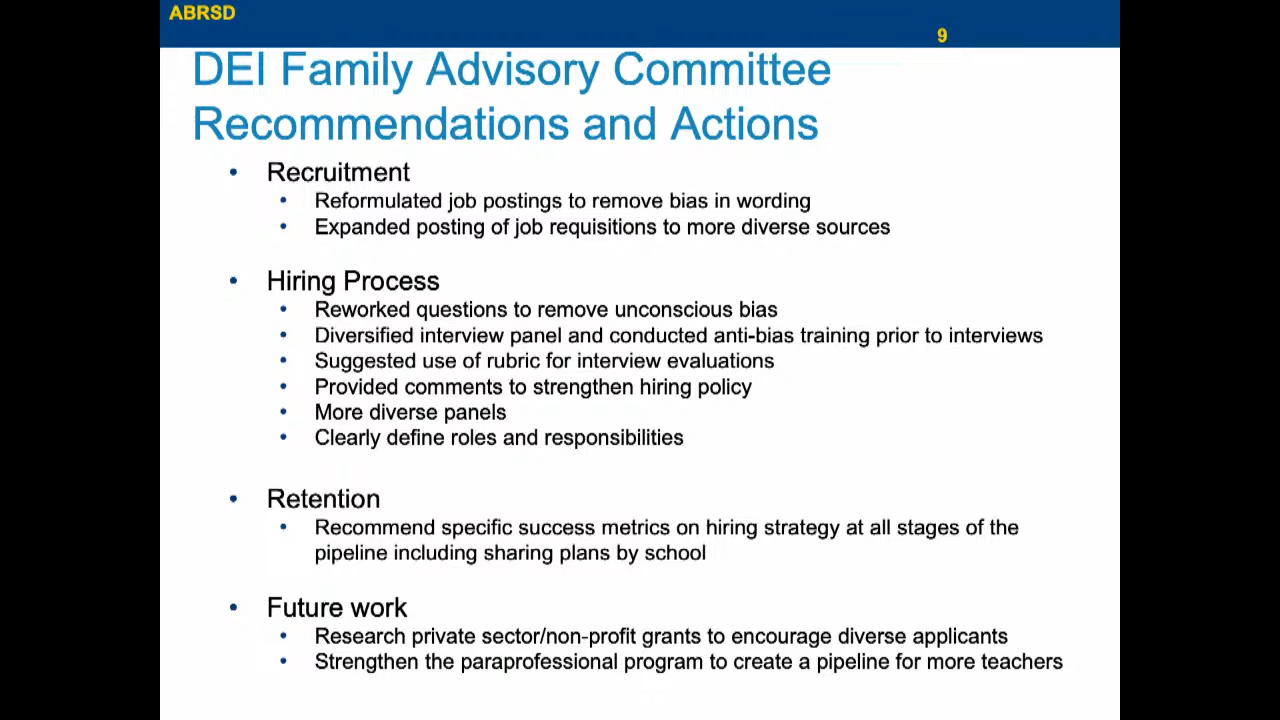 ABRSD
9
DEI Family Advisory Committee
Recommendations and Actions
• Recruitment
• Reformulated job postings to remove bias in wording
• Expanded posting of job requisitions to more diverse sources
• Hiring Process
• Reworked questions to remove unconscious bias
• Diversified interview panel and conducted anti-bias training prior to interviews
• Suggested use of rubric for interview evaluations
• Provided comments to strengthen hiring policy
• More diverse panels
• Clearly define roles and responsibilities
• Retention
• Recommend specific success metrics on hiring strategy at all stages of the
pipeline including sharing plans by school
• Future work
• Research private sector/non-profit grants to encourage diverse applicants
• Strengthen the paraprofessional program to create a pipeline for more teachers